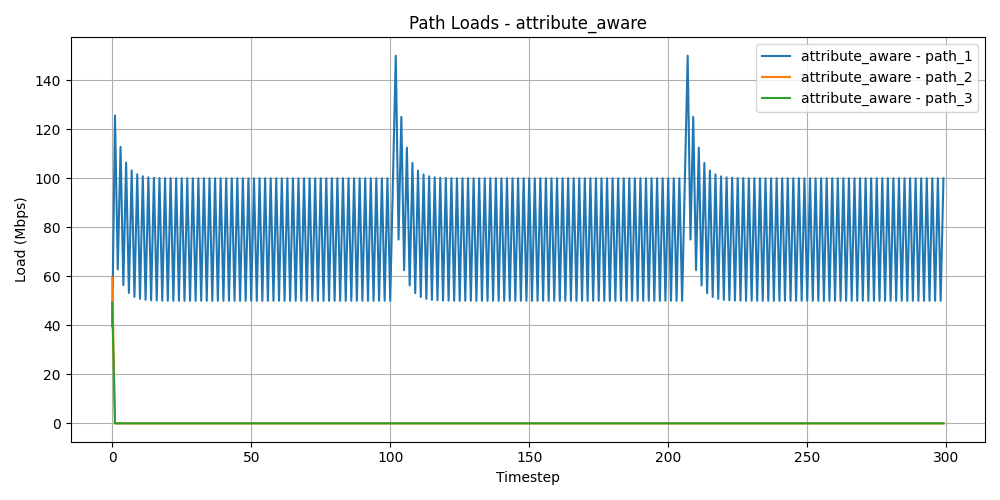 Path Loads - attribute_aware
attribute_aware - path_1
attribute_aware - path_2
attribute_aware - path_3
Load (Mbps)
140
120
100
80
60
40
20
0
0 50 100 150 200 250 300
Timestep